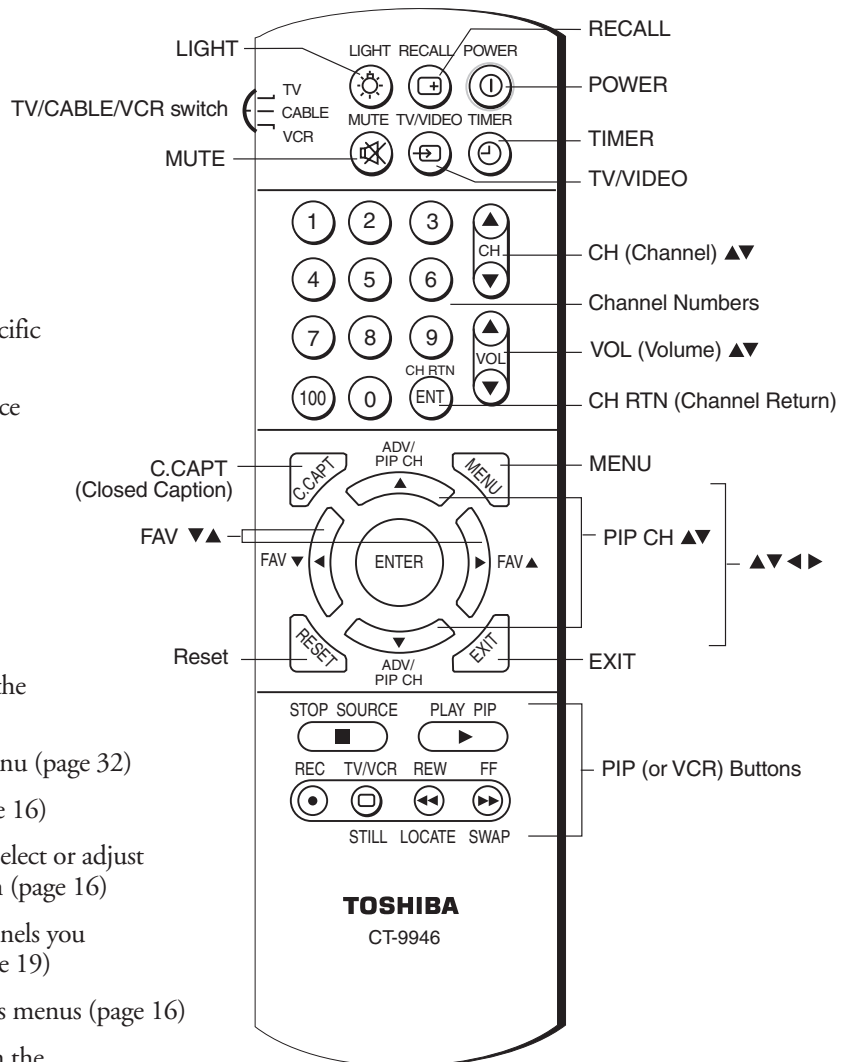 RECALL
LIGHT
LIGHT RECALL POWER
POWER
TV
TV/CABLE/VCR switch
CABLE
VCR
MUTE TV/VIDEO TIMER
TIMER
MUTE
TV/VIDEO
1 2 3
CH
CH (Channel) ▲▼
4 5 6
Channel Numbers
7 8 9
VOL
VOL (Volume) ▲▼
CH RTN
100 0 ENT
CH RTN (Channel Return)
ADV/
PIP CH
C.CAPT
(Closed Caption)
C.CAPT
MENU
MENU
FAV ▼▲
PIP CH ▲▼
▲▼◄►
FAV ▼
ENTER
FAV ▲
Reset
RESET
EXIT
EXIT
ADV/
PIP CH
STOP SOURCE PLAY PIP
REC TV/VCR REW FF
PIP (or VCR) Buttons
STILL LOCATE SWAP
TOSHIBA
CT-9946
the
(page 32)
16)
elect or adjust
(page 16)
you
19)
menus (page 16)
the